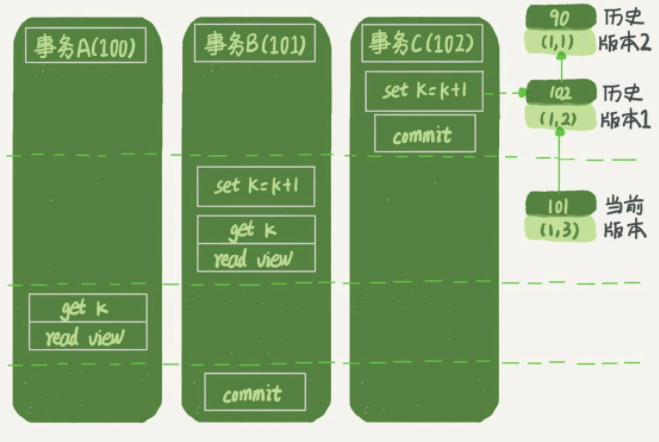 事务A(100)
事务B(101)
事务C(102)
90
(1,1)
历史
版本2
set k=k+1
commit
102
(1,2)
历史
版本1
set k=k+1
get k
read view
101
(1,3)
当前
版本
get k
read view
commit